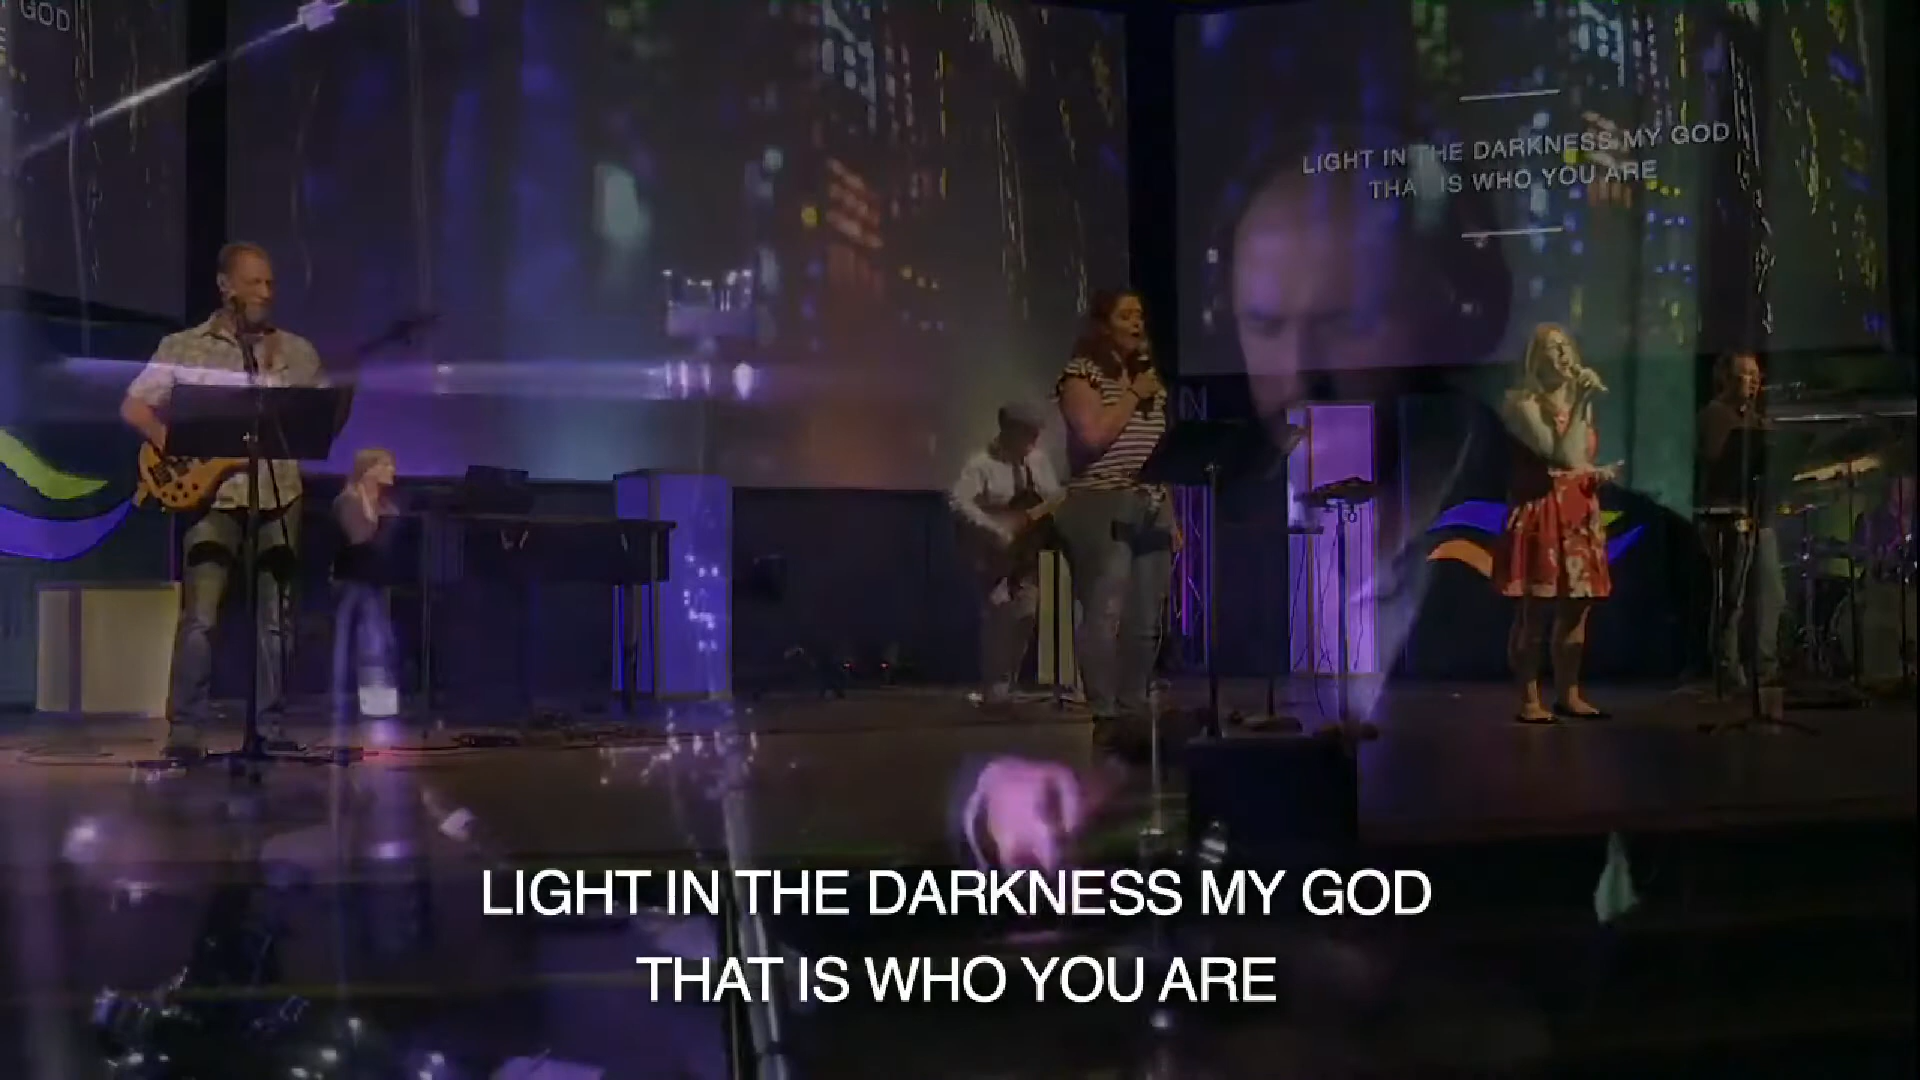 GOD
LIGHT IN THE DARKNESS MY GOD
THAT IS WHO YOU ARE
LIGHT IN THE DARKNESS MY GOD
THAT IS WHO YOU ARE